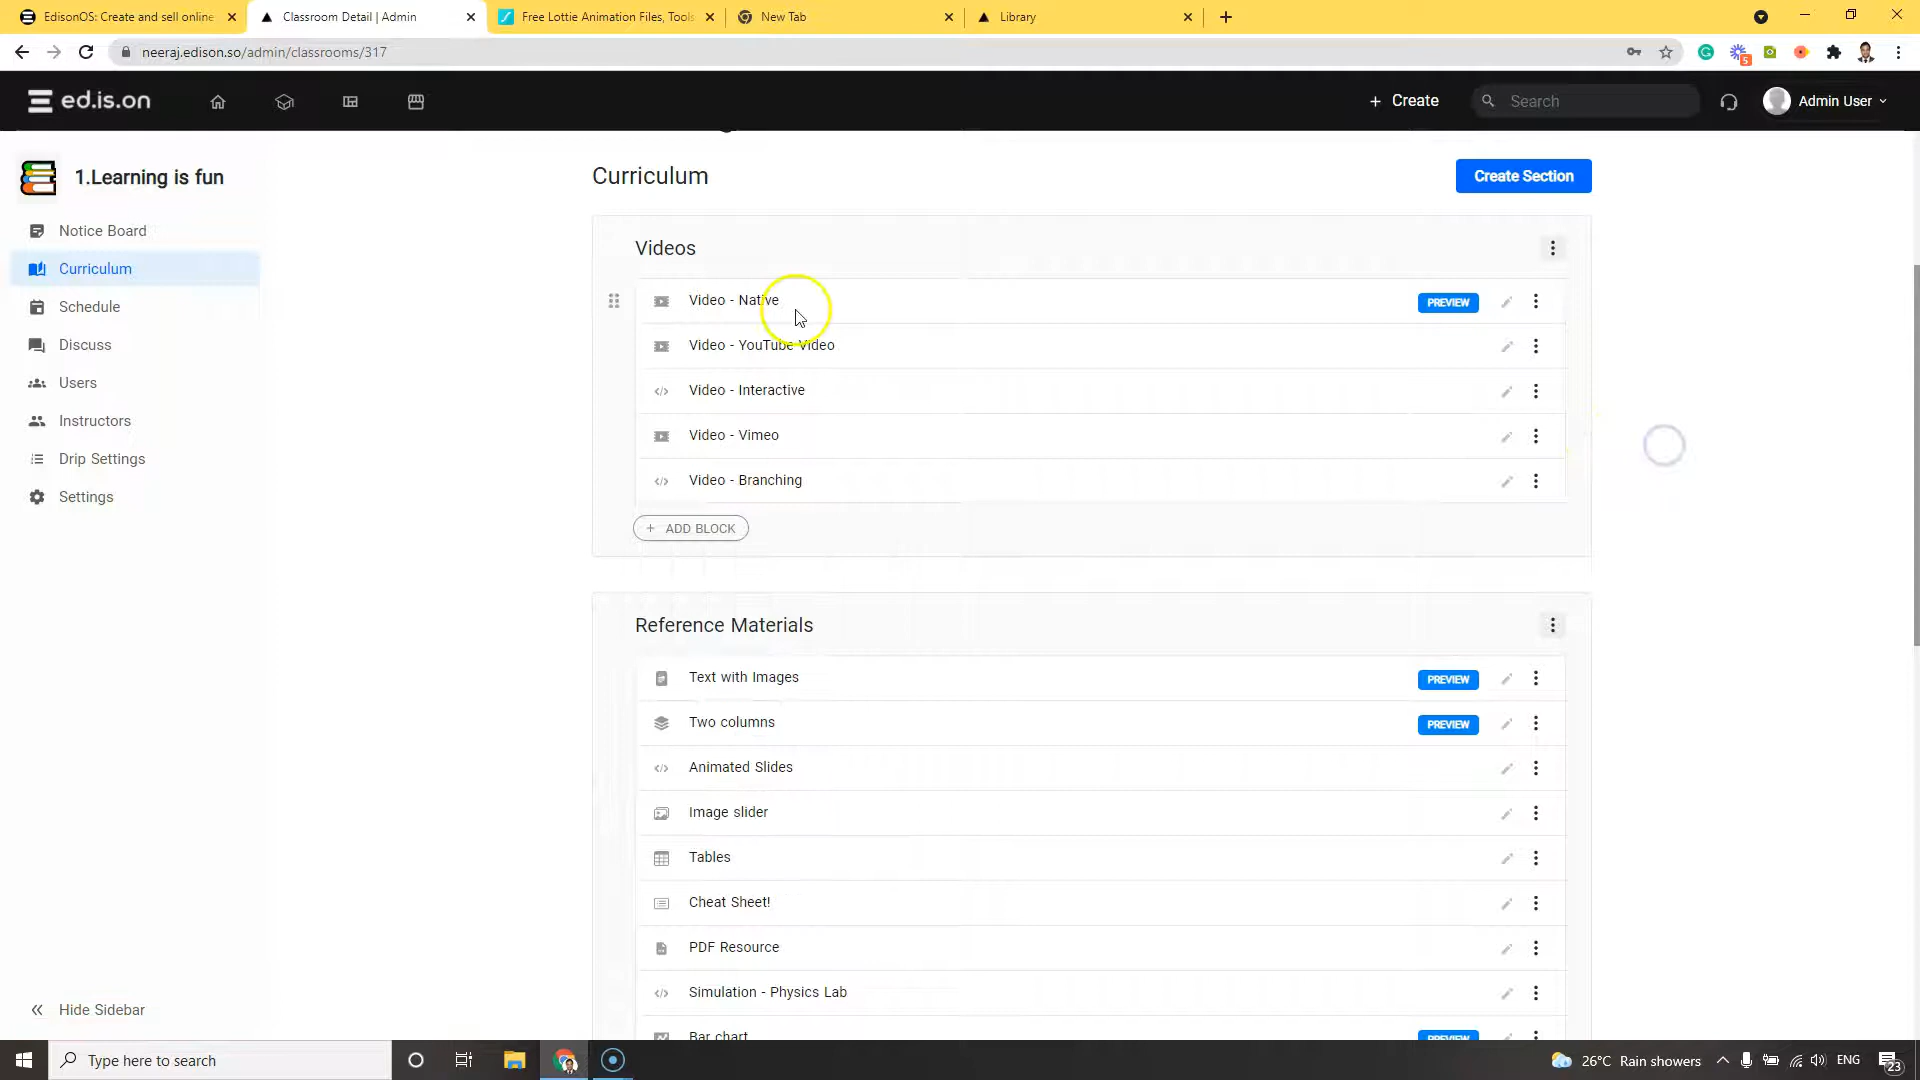 EdisonOS: Create and sell online
Classroom Detail | Admin
Free Lottie Animation Files, Tools
New Tab
Library
neeraj.edison.so/admin/classrooms/317
5
ed.is.on
+ Create
Search
Admin User
1.Learning is fun
Notice Board
Curriculum
Schedule
Discuss
Users
Instructors
Drip Settings
Settings
Hide Sidebar
Curriculum
Create Section
Videos
Video - Native
PREVIEW
Video - YouTube Video
Video - Interactive
Video - Vimeo
Video - Branching
+ ADD BLOCK
Reference Materials
Text with Images
PREVIEW
Two columns
PREVIEW
Animated Slides
Image slider
Tables
Cheat Sheet!
PDF Resource
Simulation - Physics Lab
Bar chart
PREVIEW
Type here to search
26°C Rain showers
ENG
23